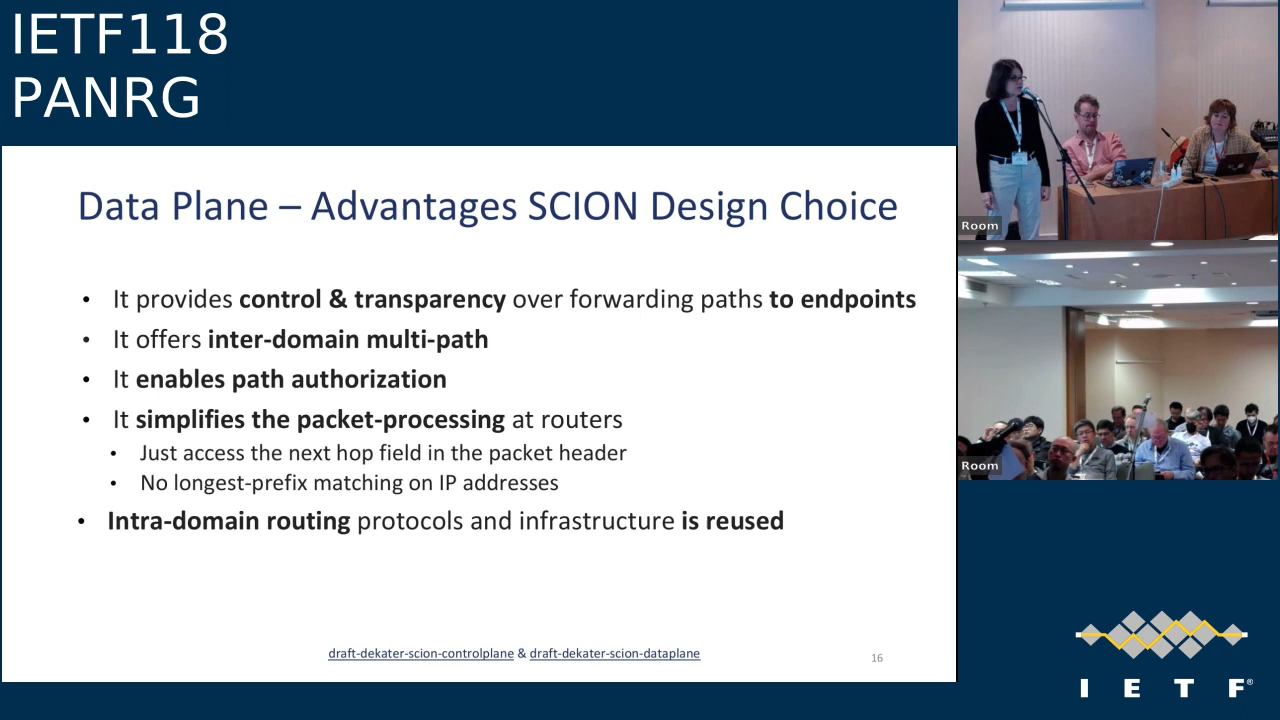 IETF118
PANRG
Data Plane – Advantages SCION Design Choice
• It provides control & transparency over forwarding paths to endpoints
• It offers inter-domain multi-path
• It enables path authorization
• It simplifies the packet-processing at routers
• Just access the next hop field in the packet header
• No longest-prefix matching on IP addresses
• Intra-domain routing protocols and infrastructure is reused
draft-dekater-scion-controlplane & draft-dekater-scion-dataplane
16
Room
Room
I E T F®